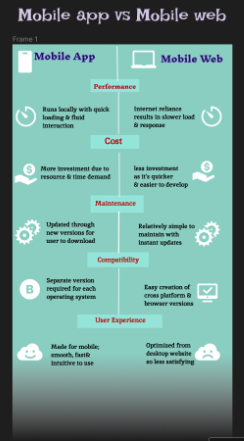 Mobile app vs Mobile web
Frame 1
Mobile App
Mobile Web
Performance
Runs locally with quick
loading & fluid
interaction
Internet reliance
results in slower load
& response
Cost
More investment due to
resource & time demand
less investment
as it's quicker
& easier to develop
Maintenance
Updated through
new versions for
user to download
Relatively simple to
maintain with
instant updates
Compatibility
B
Separate version
required for each
operating system
Easy creation of
cross platform &
browser versions
User Experience
Made for mobile;
smooth, fast&
intuitive to use
Optimised from
desktop website
so less satisfying